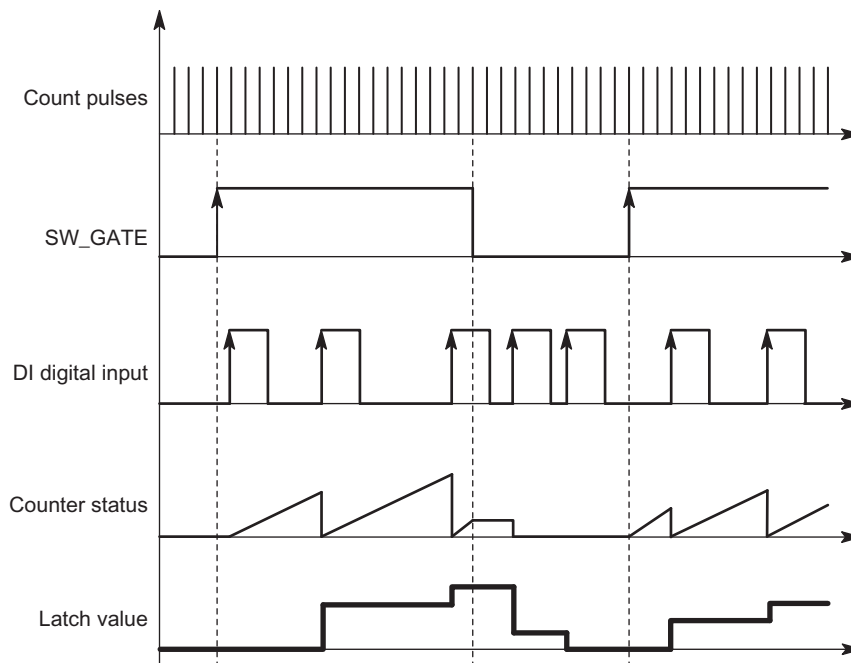 Count pulses
SW_GATE
DI digital input
Counter status
Latch value